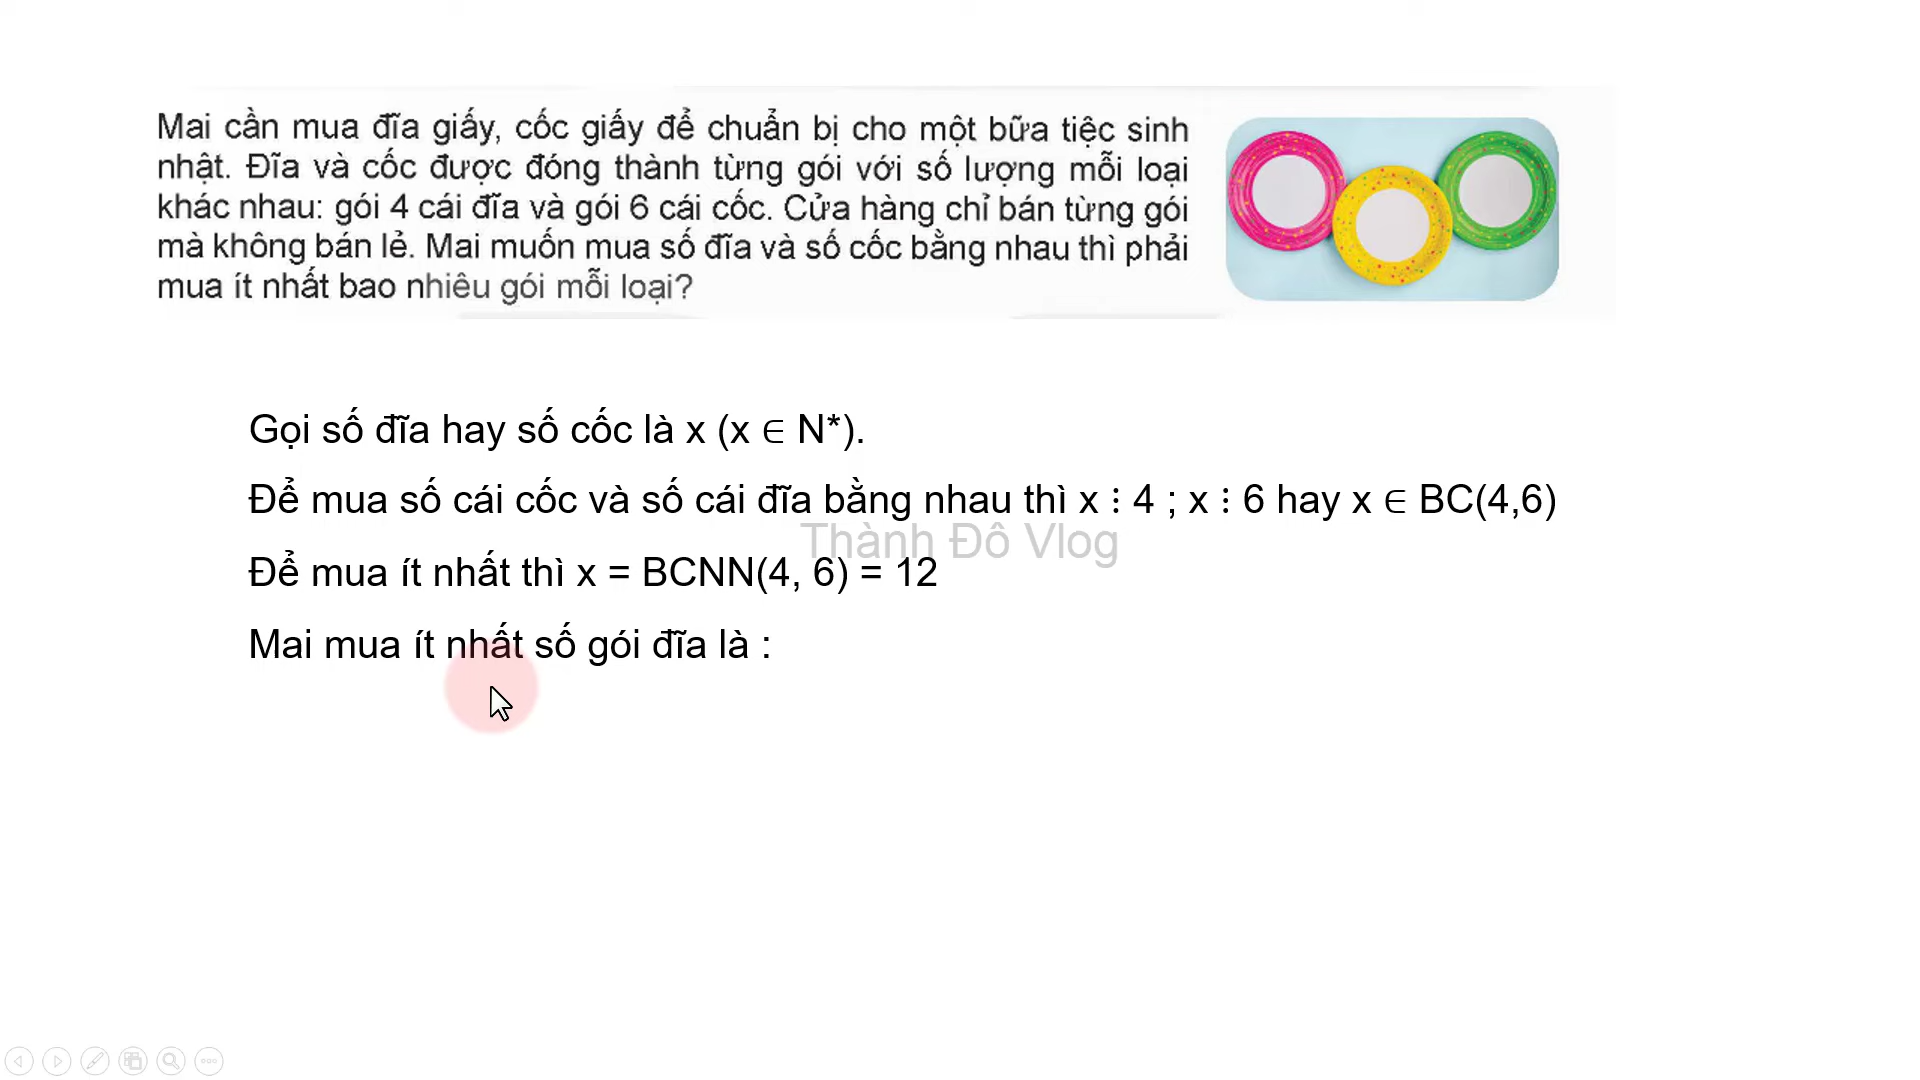 Mai cần mua đĩa giấy, cốc giấy để chuẩn bị cho một bữa tiệc sinh
nhật. Đĩa và cốc được đóng thành từng gói với số lượng mỗi loại
khác nhau: gói 4 cái đĩa và gói 6 cái cốc. Cửa hàng chỉ bán từng gói
mà không bán lẻ. Mai muốn mua số đĩa và số cốc bằng nhau thì phải
mua ít nhất bao nhiêu gói mỗi loại?
Gọi số đĩa hay số cốc là x (x ∈ N*).
Để mua số cái cốc và số cái đĩa bằng nhau thì x ⋮ 4 ; x ⋮ 6 hay x ∈ BC(4,6)
Thành Đô Vlog
Để mua ít nhất thì x = BCNN(4, 6) = 12
Mai mua ít nhất số gói đĩa là :